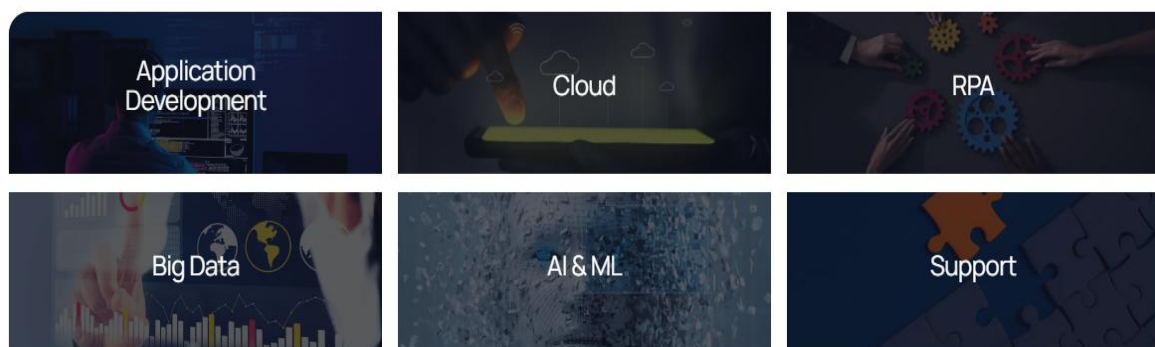 Application
Development
Cloud
RPA
Big Data
AI & ML
Support